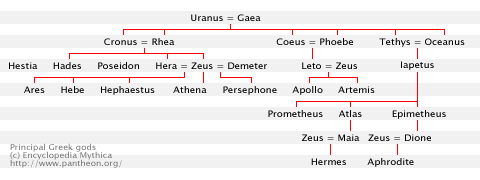 Uranus = Gaea
Cronus = Rhea Coeus = Phoebe Tethys = Oceanus
Hestia Hades Poseidon Hera = Zeus = Demeter Leto = Zeus Iapetus
Ares Hebe Hephaestus Athena Persephone Apollo Artemis
Prometheus Atlas Epimetheus
Zeus = Maia Zeus = Dione
Hermes Aphrodite
Principal Greek gods
(c) Encyclopedia Mythica
http://www.pantheon.org/